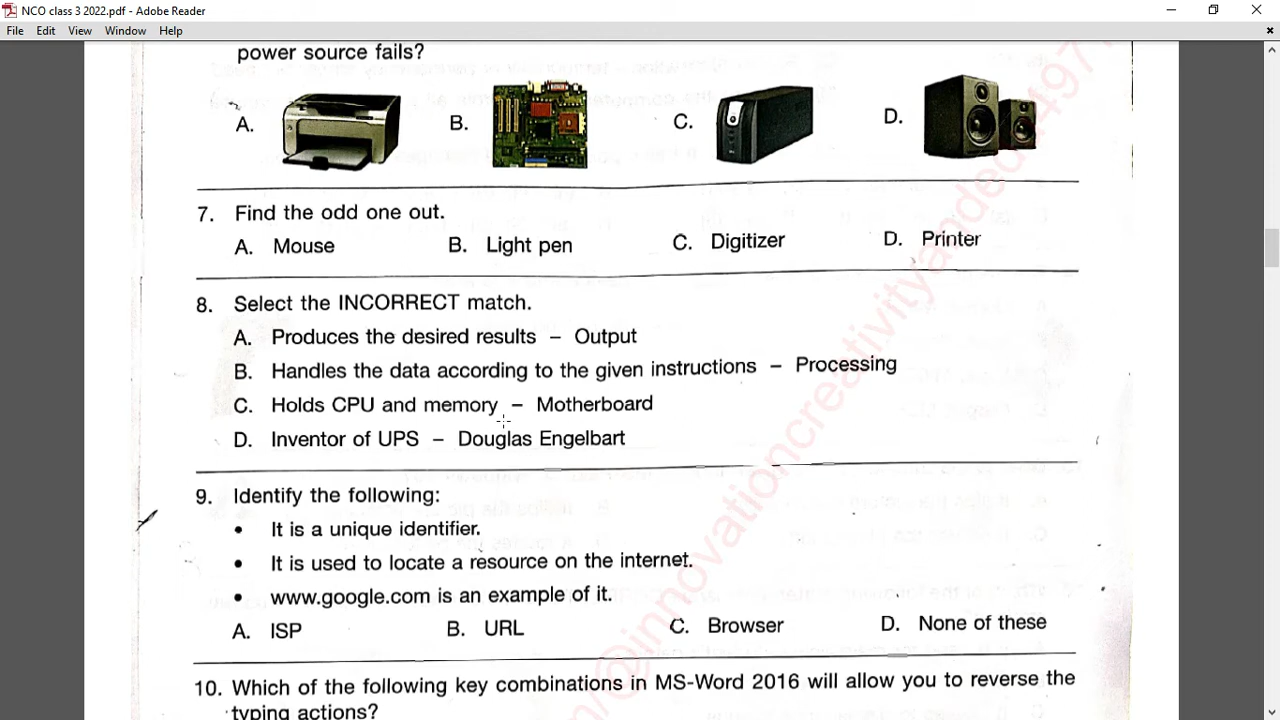 NCO class 3 2022.pdf - Adobe Reader
File Edit View Window Help
power source fails?
A. B. C. D.
7. Find the odd one out.
A. Mouse B. Light pen C. Digitizer D. Printer
8. Select the INCORRECT match.
A. Produces the desired results – Output
B. Handles the data according to the given instructions – Processing
C. Holds CPU and memory – Motherboard
D. Inventor of UPS – Douglas Engelbart
9. Identify the following:
• It is a unique identifier.
• It is used to locate a resource on the internet.
• www.google.com is an example of it.
A. ISP B. URL C. Browser D. None of these
10. Which of the following key combinations in MS-Word 2016 will allow you to reverse the
typing actions?
@innovationcreativityanded497